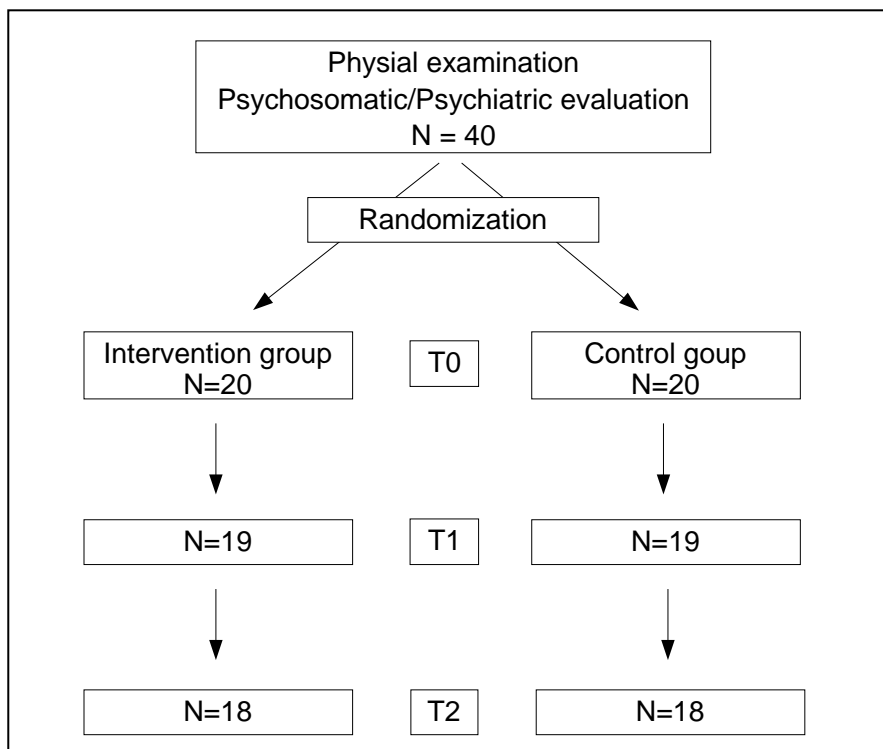 Physial examination
Psychosomatic/Psychiatric evaluation
N = 40
Randomization
Intervention group
N=20
T0
Control goup
N=20
N=19
T1
N=19
N=18
T2
N=18